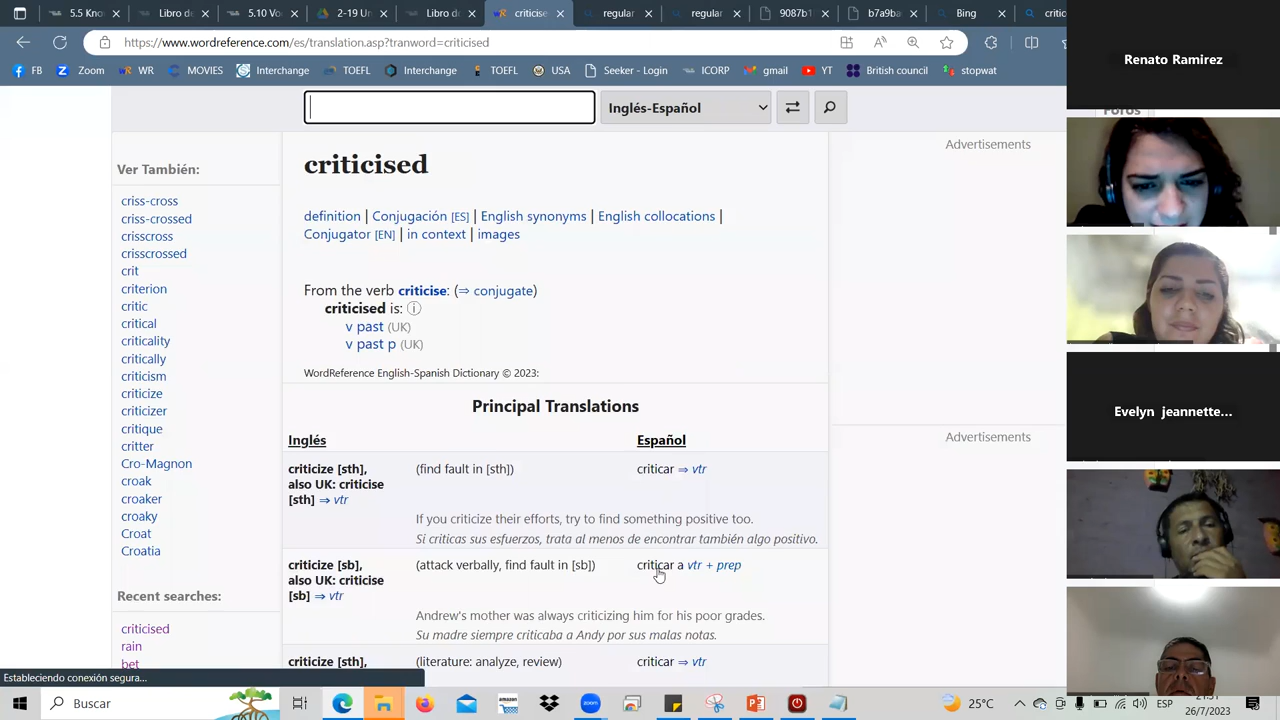 5.5 Kno
5.10 Vo
2-19 Ju
Libro de
criticise
regular
origina
9087b1
b7a9ba
Bing
critic
https://www.wordreference.com/es/translation.asp?tranword=criticised
FB
Zoom
WR
MOVIES
Interchange
TOEFL
Interchange
TOEFL
USA
Seeker - Login
ICORP
gmail
YT
British council
stopwat
Inglés-Español
Foros
Ver También:
criss-cross
criss-crossed
crisscross
crisscrossed
crit
criterion
critic
critical
criticality
critically
criticism
criticize
criticizer
critique
critter
Cro-Magnon
croak
croaker
croaky
Croat
Croatia
Recent searches:
criticised
rain
bet
criticised
definition | Conjugación [ES] | English synonyms | English collocations |
Conjugator [EN] | in context | images
From the verb criticise: (⇒ conjugate)
criticised is:
v past (UK)
v past p (UK)
WordReference English-Spanish Dictionary © 2023:
Principal Translations
Inglés Español
criticize [sth], (find fault in [sth]) criticar ⇒ vtr
also UK: criticise
[sth] ⇒ vtr
If you criticize their efforts, try to find something positive too.
Si criticas sus esfuerzos, trata al menos de encontrar también algo positivo.
criticize [sb], (attack verbally, find fault in [sb]) criticar a vtr + prep
also UK: criticise
[sb] ⇒ vtr
Andrew's mother was always criticizing him for his poor grades.
Su madre siempre criticaba a Andy por sus malas notas.
criticize [sth], (literature: analyze, review) criticar ⇒ vtr
Advertisements
Advertisements
Renato Ramirez
Evelyn jeannette...
Estableciendo conexión segura...
Buscar
amazon
zoom
25°C
ESP
21:31
26/7/2023